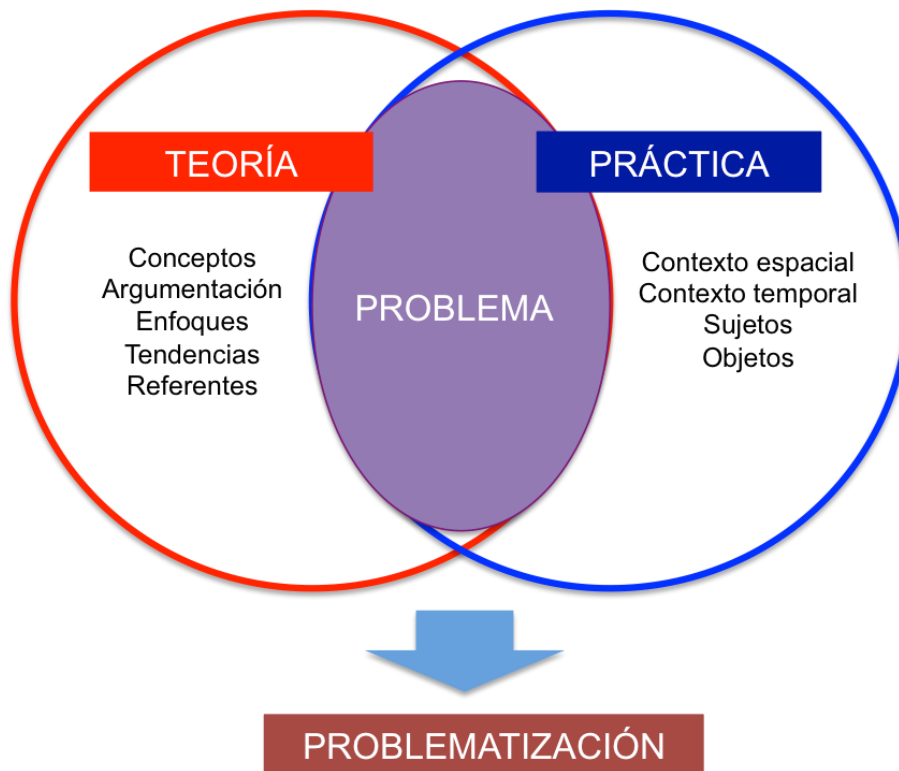 TEORÍA
Conceptos
Argumentación
Enfoques
Tendencias
Referentes
PROBLEMA
PRÁCTICA
Contexto espacial
Contexto temporal
Sujetos
Objetos
PROBLEMATIZACIÓN